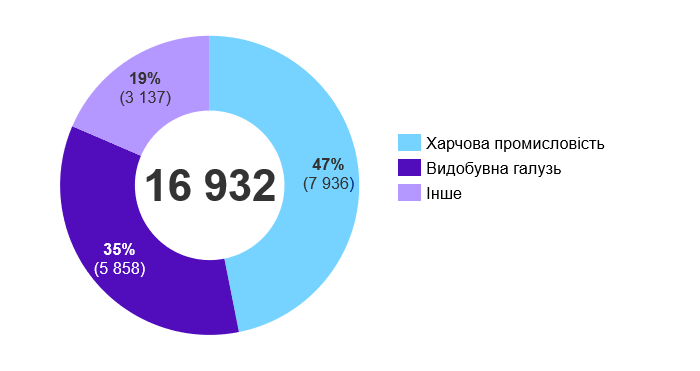 19%
(3 137)
47%
(7 936)
16 932
35%
(5 858)
Харчова промисловість
Видобувна галузь
Інше